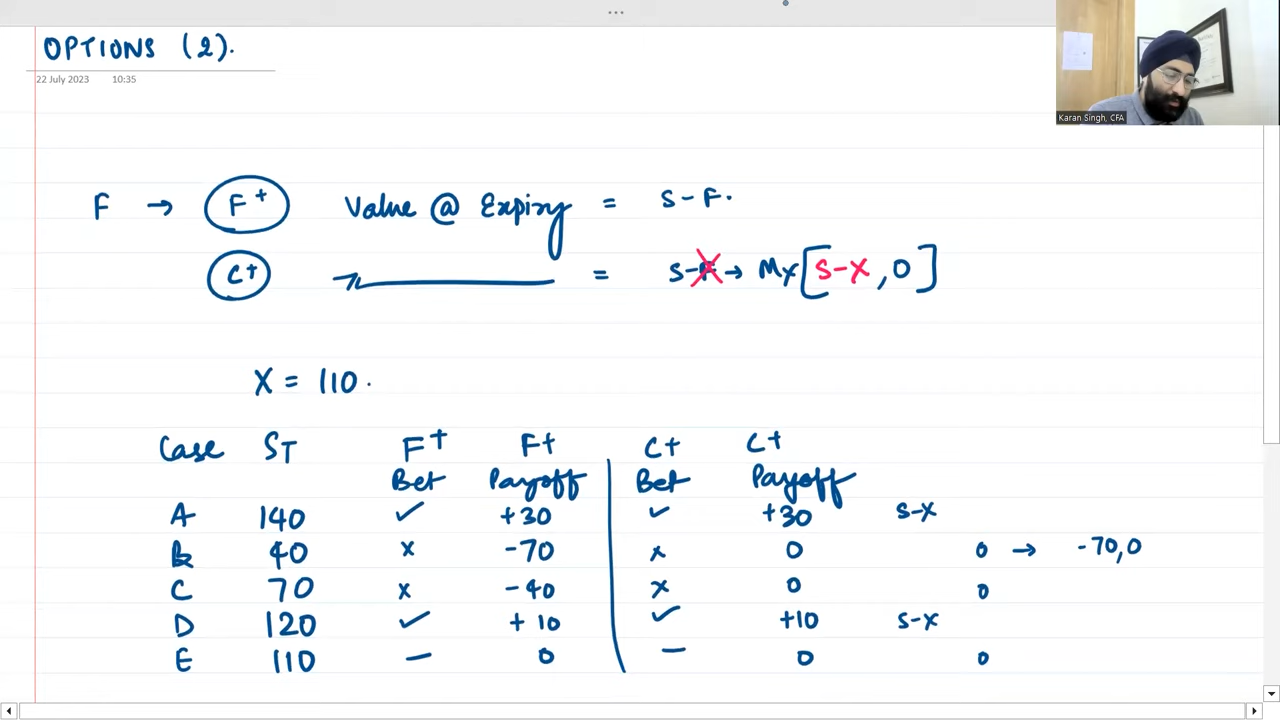 OPTIONS (2).
22 July 2023 10:35
Karan Singh, CFA
F → F+ Value @ Expiry = S-F.
C+ = S-F → Mx[S-X, 0]
X = 110.
Case ST F+ F+ C+ C+
Bet Payoff Bet Payoff
A 140 ✓ +30 ✓ +30 S-X
B 40 x -70 x 0 0 → -70,0
C 70 x -40 x 0 0
D 120 ✓ +10 ✓ +10 S-X
E 110 — 0 — 0 0